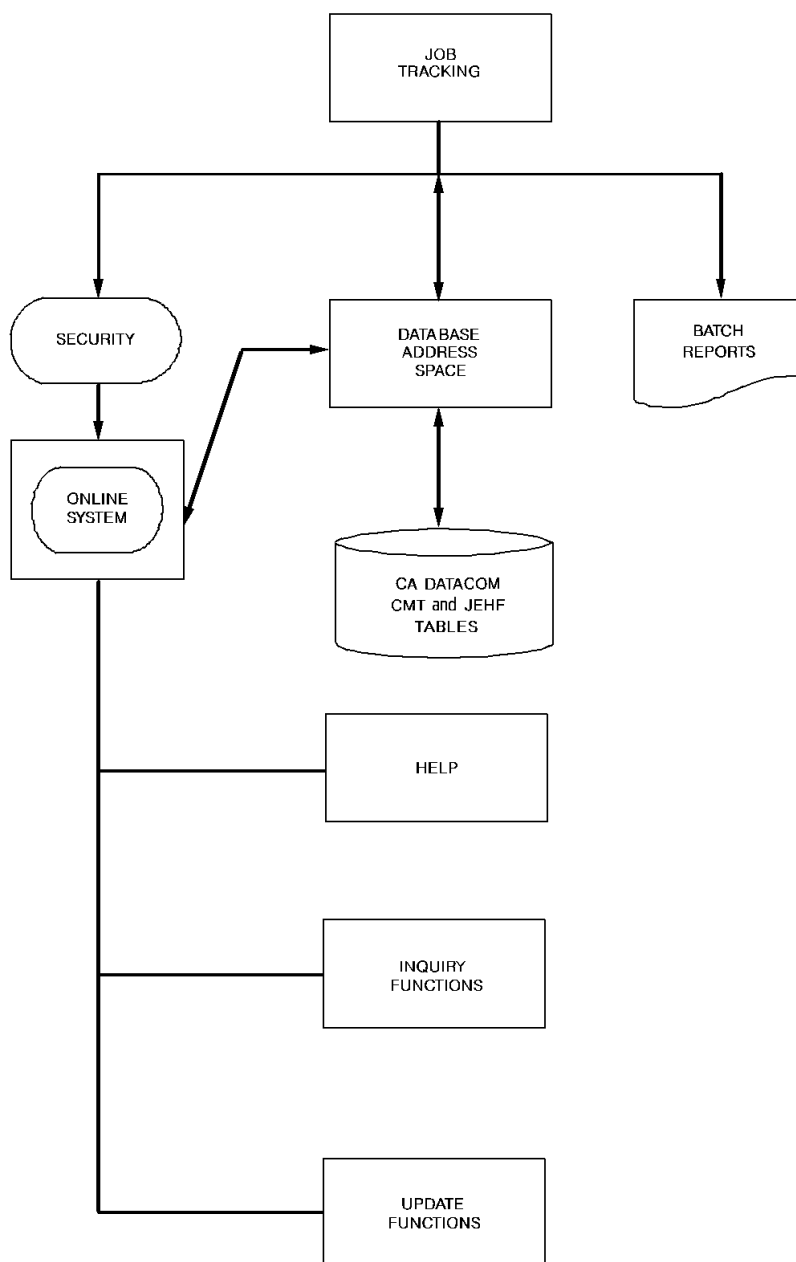 JOB
TRACKING
SECURITY
DATABASE
ADDRESS
SPACE
BATCH
REPORTS
ONLINE
SYSTEM
CA DATACOM
CMT and JEHF
TABLES
HELP
INQUIRY
FUNCTIONS
UPDATE
FUNCTIONS